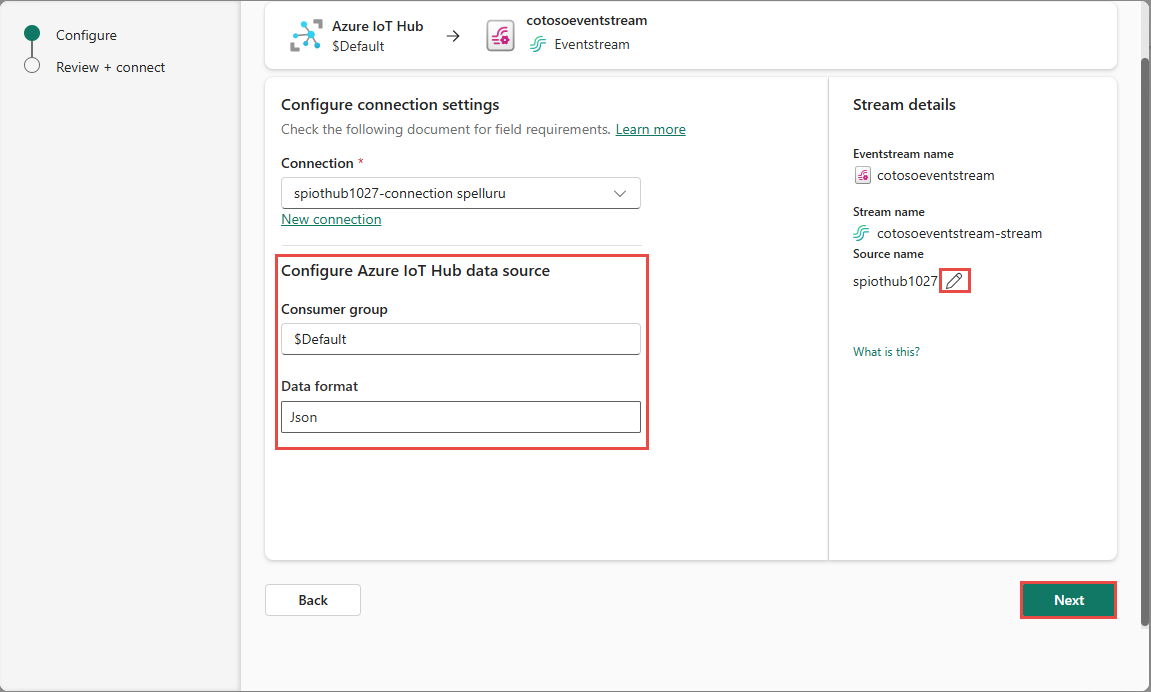 Configure
Review + connect
Azure IoT Hub
$Default
cotosoeventstream
Eventstream
Configure connection settings
Check the following document for field requirements. Learn more
Connection *
spiothub1027-connection spelluru
New connection
Configure Azure IoT Hub data source
Consumer group
$Default
Data format
Json
Stream details
Eventstream name
cotosoeventstream
Stream name
cotosoeventstream-stream
Source name
spiothub1027
What is this?
Back
Next